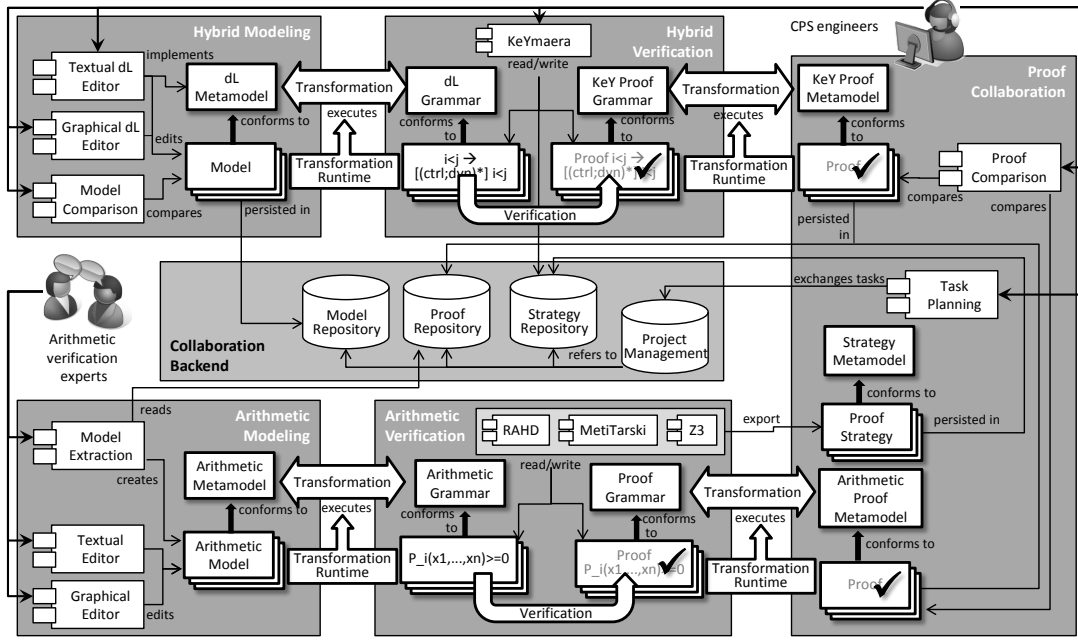 CPS engineers
Hybrid Modeling
Textual dL
Editor
implements
dL
Metamodel
conforms to
Graphical dL
Editor
edits
Model
Model
Comparison
compares
persisted in
Transformation
executes
Transformation
Runtime
Hybrid
Verification
KeYmaera
read/write
dL
Grammar
conforms
to
i<j →
[(ctrl;dyn)*] i<j
KeY Proof
Grammar
conforms
to
Proof i<j →
[(ctrl;dyn)*] i<j
Verification
Transformation
executes
Transformation
Runtime
Proof
Collaboration
KeY Proof
Metamodel
conforms
to
Proof
persisted
in
Proof
Comparison
compares
compares
exchanges tasks
Task
Planning
Strategy
Metamodel
conforms to
Proof
Strategy
persisted in
Arithmetic
Proof
Metamodel
conforms
to
Proof
Arithmetic
verification
experts
Collaboration
Backend
Model
Repository
Proof
Repository
Strategy
Repository
Project
Management
refers to
reads
Arithmetic
Modeling
Model
Extraction
creates
Arithmetic
Metamodel
conforms to
Textual
Editor
Arithmetic
Model
Graphical
Editor
edits
Transformation
executes
Transformation
Runtime
Arithmetic
Verification
RAHD
MetiTarski
Z3
export
read/write
Arithmetic
Grammar
conforms
to
P_i(x1,...,xn)>=0
Proof
Grammar
conforms
to
Proof
P_i(x1,...,xn)>=0
Verification
Transformation
executes
Transformation
Runtime